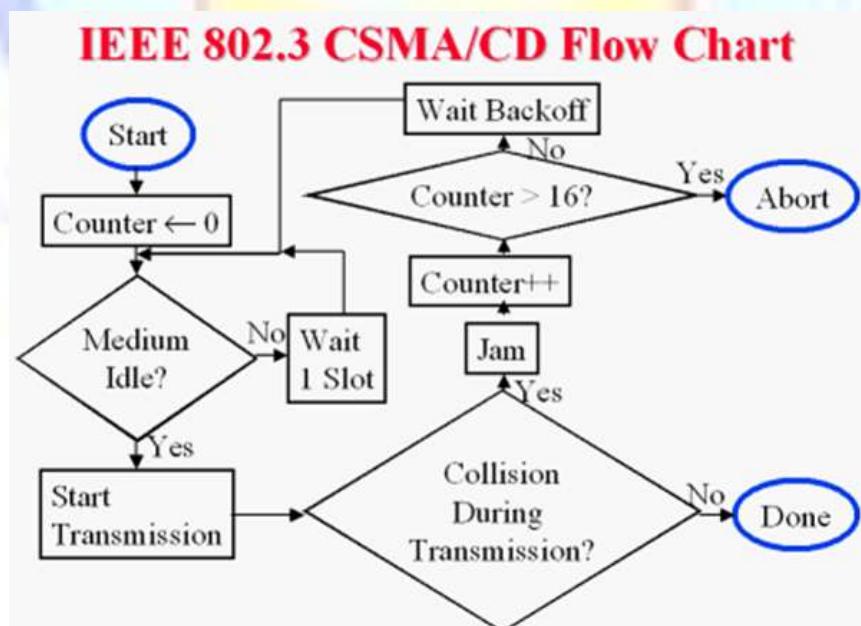 IEEE 802.3 CSMA/CD Flow Chart
Start
Counter ← 0
Medium
Idle?
No
Wait
1 Slot
Yes
Start
Transmission
Collision
During
Transmission?
No
Done
Yes
Jam
Counter++
Counter > 16?
Yes
Abort
No
Wait Backoff